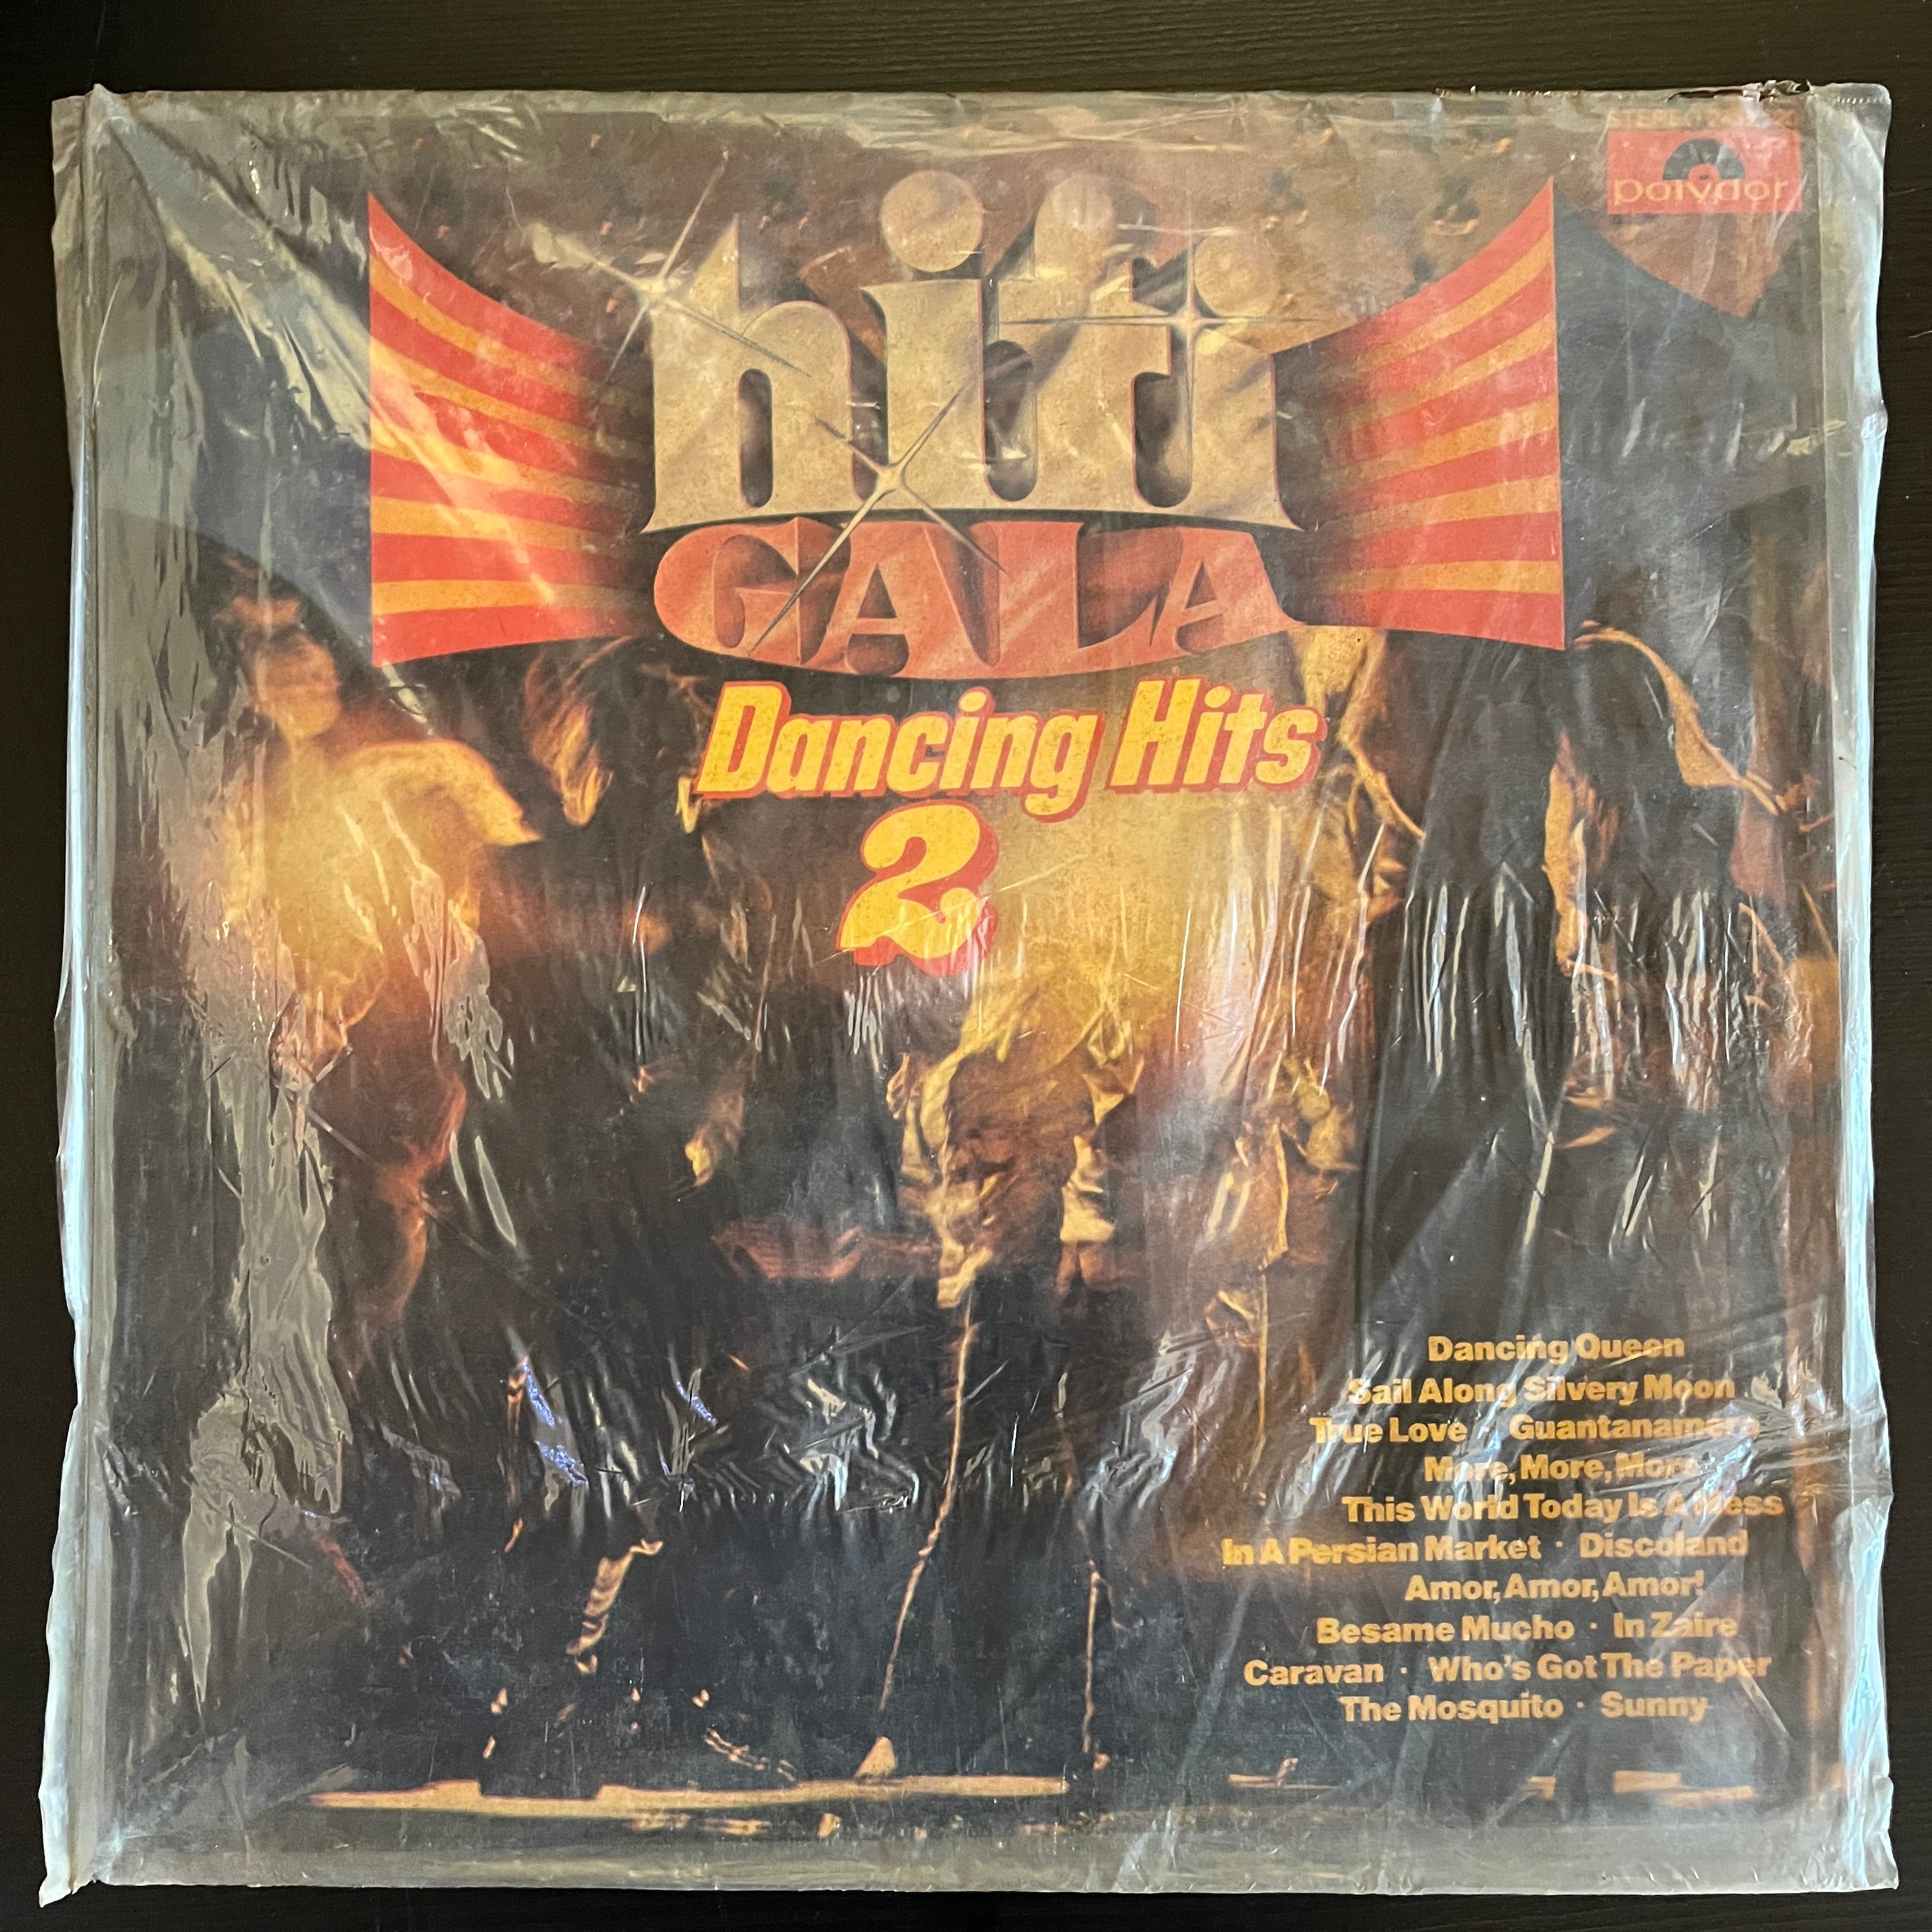 STEREO
polydor
hifi
GALA
Dancing Hits
2
Dancing Queen
Sail Along Silvery Moon
True Love · Guantanamera
More, More, More
This World Today Is A Mess
In A Persian Market · Discoland
Amor, Amor, Amor!
Besame Mucho · In Zaire
Caravan · Who's Got The Paper
The Mosquito · Sunny